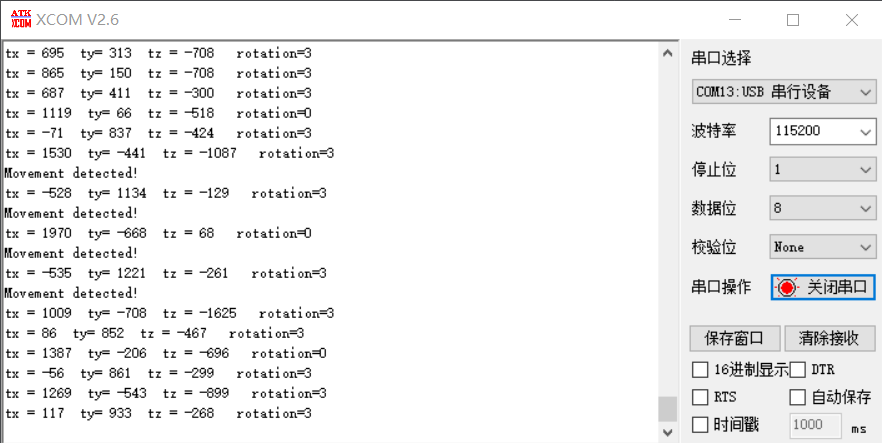 ATK XCOM XCOM V2.6
tx = 695 ty= 313 tz = -708 rotation=3
tx = 865 ty= 150 tz = -708 rotation=3
tx = 687 ty= 411 tz = -300 rotation=3
tx = 1119 ty= 66 tz = -518 rotation=0
tx = -71 ty= 837 tz = -424 rotation=3
tx = 1530 ty= -441 tz = -1087 rotation=3
Movement detected!
tx = -528 ty= 1134 tz = -129 rotation=3
Movement detected!
tx = 1970 ty= -668 tz = 68 rotation=0
Movement detected!
tx = -535 ty= 1221 tz = -261 rotation=3
Movement detected!
tx = 1009 ty= -708 tz = -1625 rotation=3
tx = 86 ty= 852 tz = -467 rotation=3
tx = 1387 ty= -206 tz = -696 rotation=0
tx = -56 ty= 861 tz = -299 rotation=3
tx = 1269 ty= -543 tz = -899 rotation=3
tx = 117 ty= 933 tz = -268 rotation=3
串口选择
COM13:USB 串行设备
波特率 115200
停止位 1
数据位 8
校验位 None
串口操作 关闭串口
保存窗口 清除接收
16进制显示 DTR
RTS 自动保存
时间戳 1000 ms